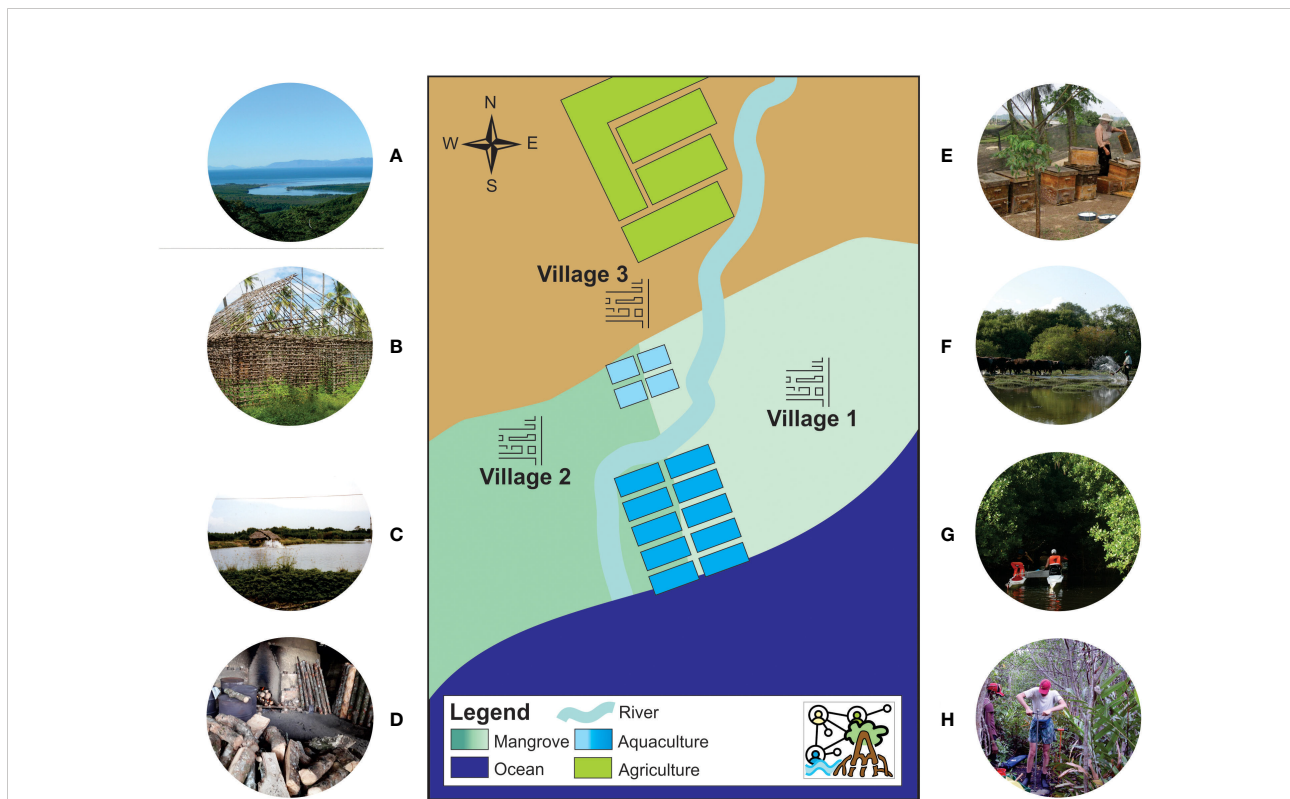 A
B
C
D
N
W E
S
Village 3
Village 1
Village 2
Legend
River
Mangrove
Aquaculture
Ocean
Agriculture
E
F
G
H